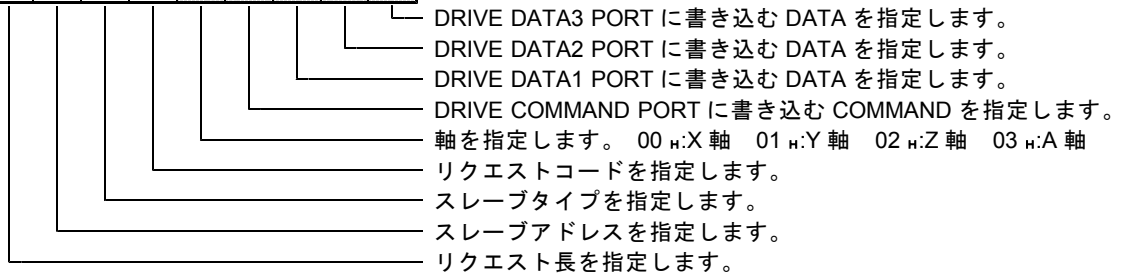 DRIVE DATA3 PORT に書き込む DATA を指定します。
DRIVE DATA2 PORT に書き込む DATA を指定します。
DRIVE DATA1 PORT に書き込む DATA を指定します。
DRIVE COMMAND PORT に書き込む COMMAND を指定します。
軸を指定します。 00 H:X 軸 01 H:Y 軸 02 H:Z 軸 03 H:A 軸
リクエストコードを指定します。
スレーブタイプを指定します。
スレーブアドレスを指定します。
リクエスト長を指定します。